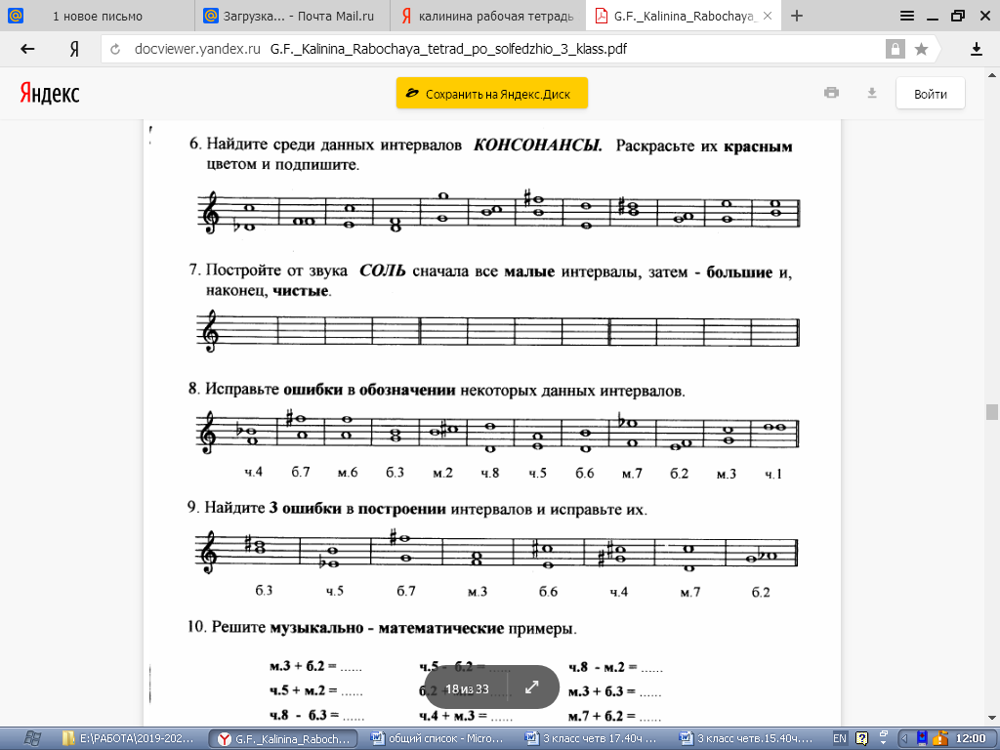 1 новое письмо
Загрузка... - Почта Mail.ru
калинина рабочая тетрадь
G.F._Kalinina_Rabochaya_
Я
docviewer.yandex.ru G.F._Kalinina_Rabochaya_tetrad_po_solfedzhio_3_klass.pdf
Яндекс
Сохранить на Яндекс.Диск
Войти
6. Найдите среди данных интервалов КОНСОНАНСЫ. Раскрасьте их красным
цветом и подпишите.
7. Постройте от звука СОЛЬ сначала все малые интервалы, затем - большие и,
наконец, чистые.
8. Исправьте ошибки в обозначении некоторых данных интервалов.
ч.4 б.7 м.6 б.3 м.2 ч.8 ч.5 б.6 м.7 б.2 м.3 ч.1
9. Найдите 3 ошибки в построении интервалов и исправьте их.
б.3 ч.5 б.7 м.3 б.6 ч.4 м.7 б.2
10. Решите музыкально - математические примеры.
м.3 + б.2 = ...... ч.5 - б.2 = ...... ч.8 - м.2 = ......
ч.5 + м.2 = ...... б.2 м.3 + б.3 = ......
ч.8 - б.3 = ...... ч.4 + м.3 = ...... м.7 + б.2 = ......
18 из 33
E:\РАБОТА\2019-202...
G.F._Kalinina_Raboch...
общий список - Micro...
3 класс четв 17.40ч ...
3 класс четв.15.40ч ...
EN
12:00